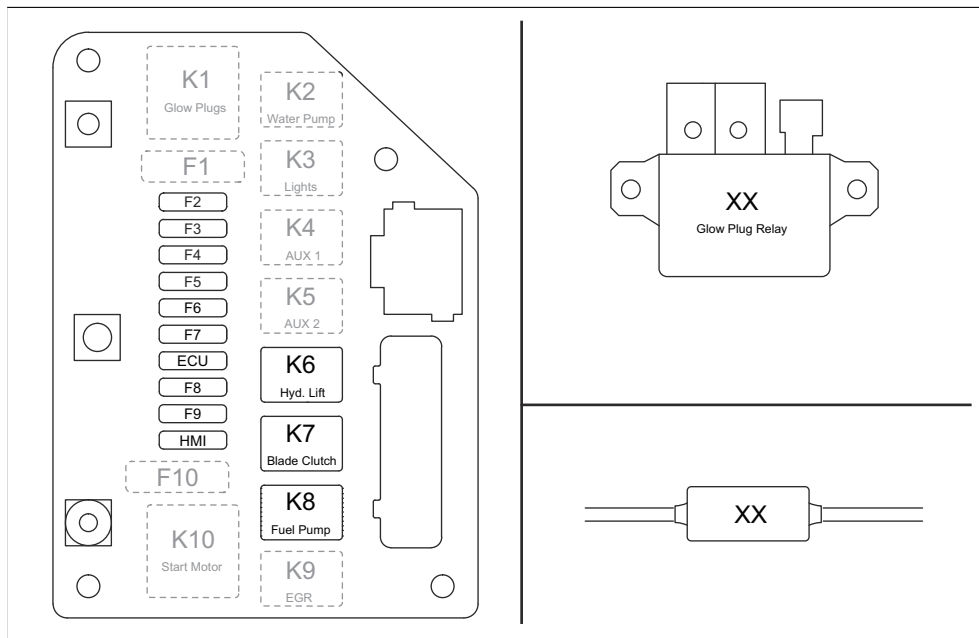 K1
Glow Plugs
F1
F2
F3
F4
F5
F6
F7
ECU
F8
F9
HMI
F10
K10
Start Motor
K2
Water Pump
K3
Lights
K4
AUX 1
K5
AUX 2
K6
Hyd. Lift
K7
Blade Clutch
K8
Fuel Pump
K9
EGR
XX
Glow Plug Relay
XX